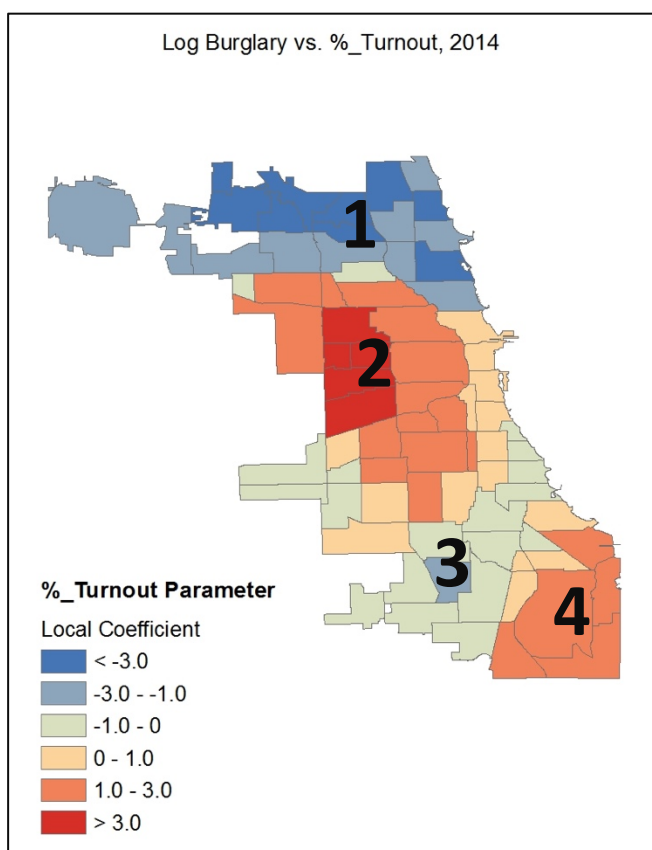 Log Burglary vs. %_Turnout, 2014
1
2
3
4
%_Turnout Parameter
Local Coefficient
< -3.0
-3.0 - -1.0
-1.0 - 0
0 - 1.0
1.0 - 3.0
> 3.0